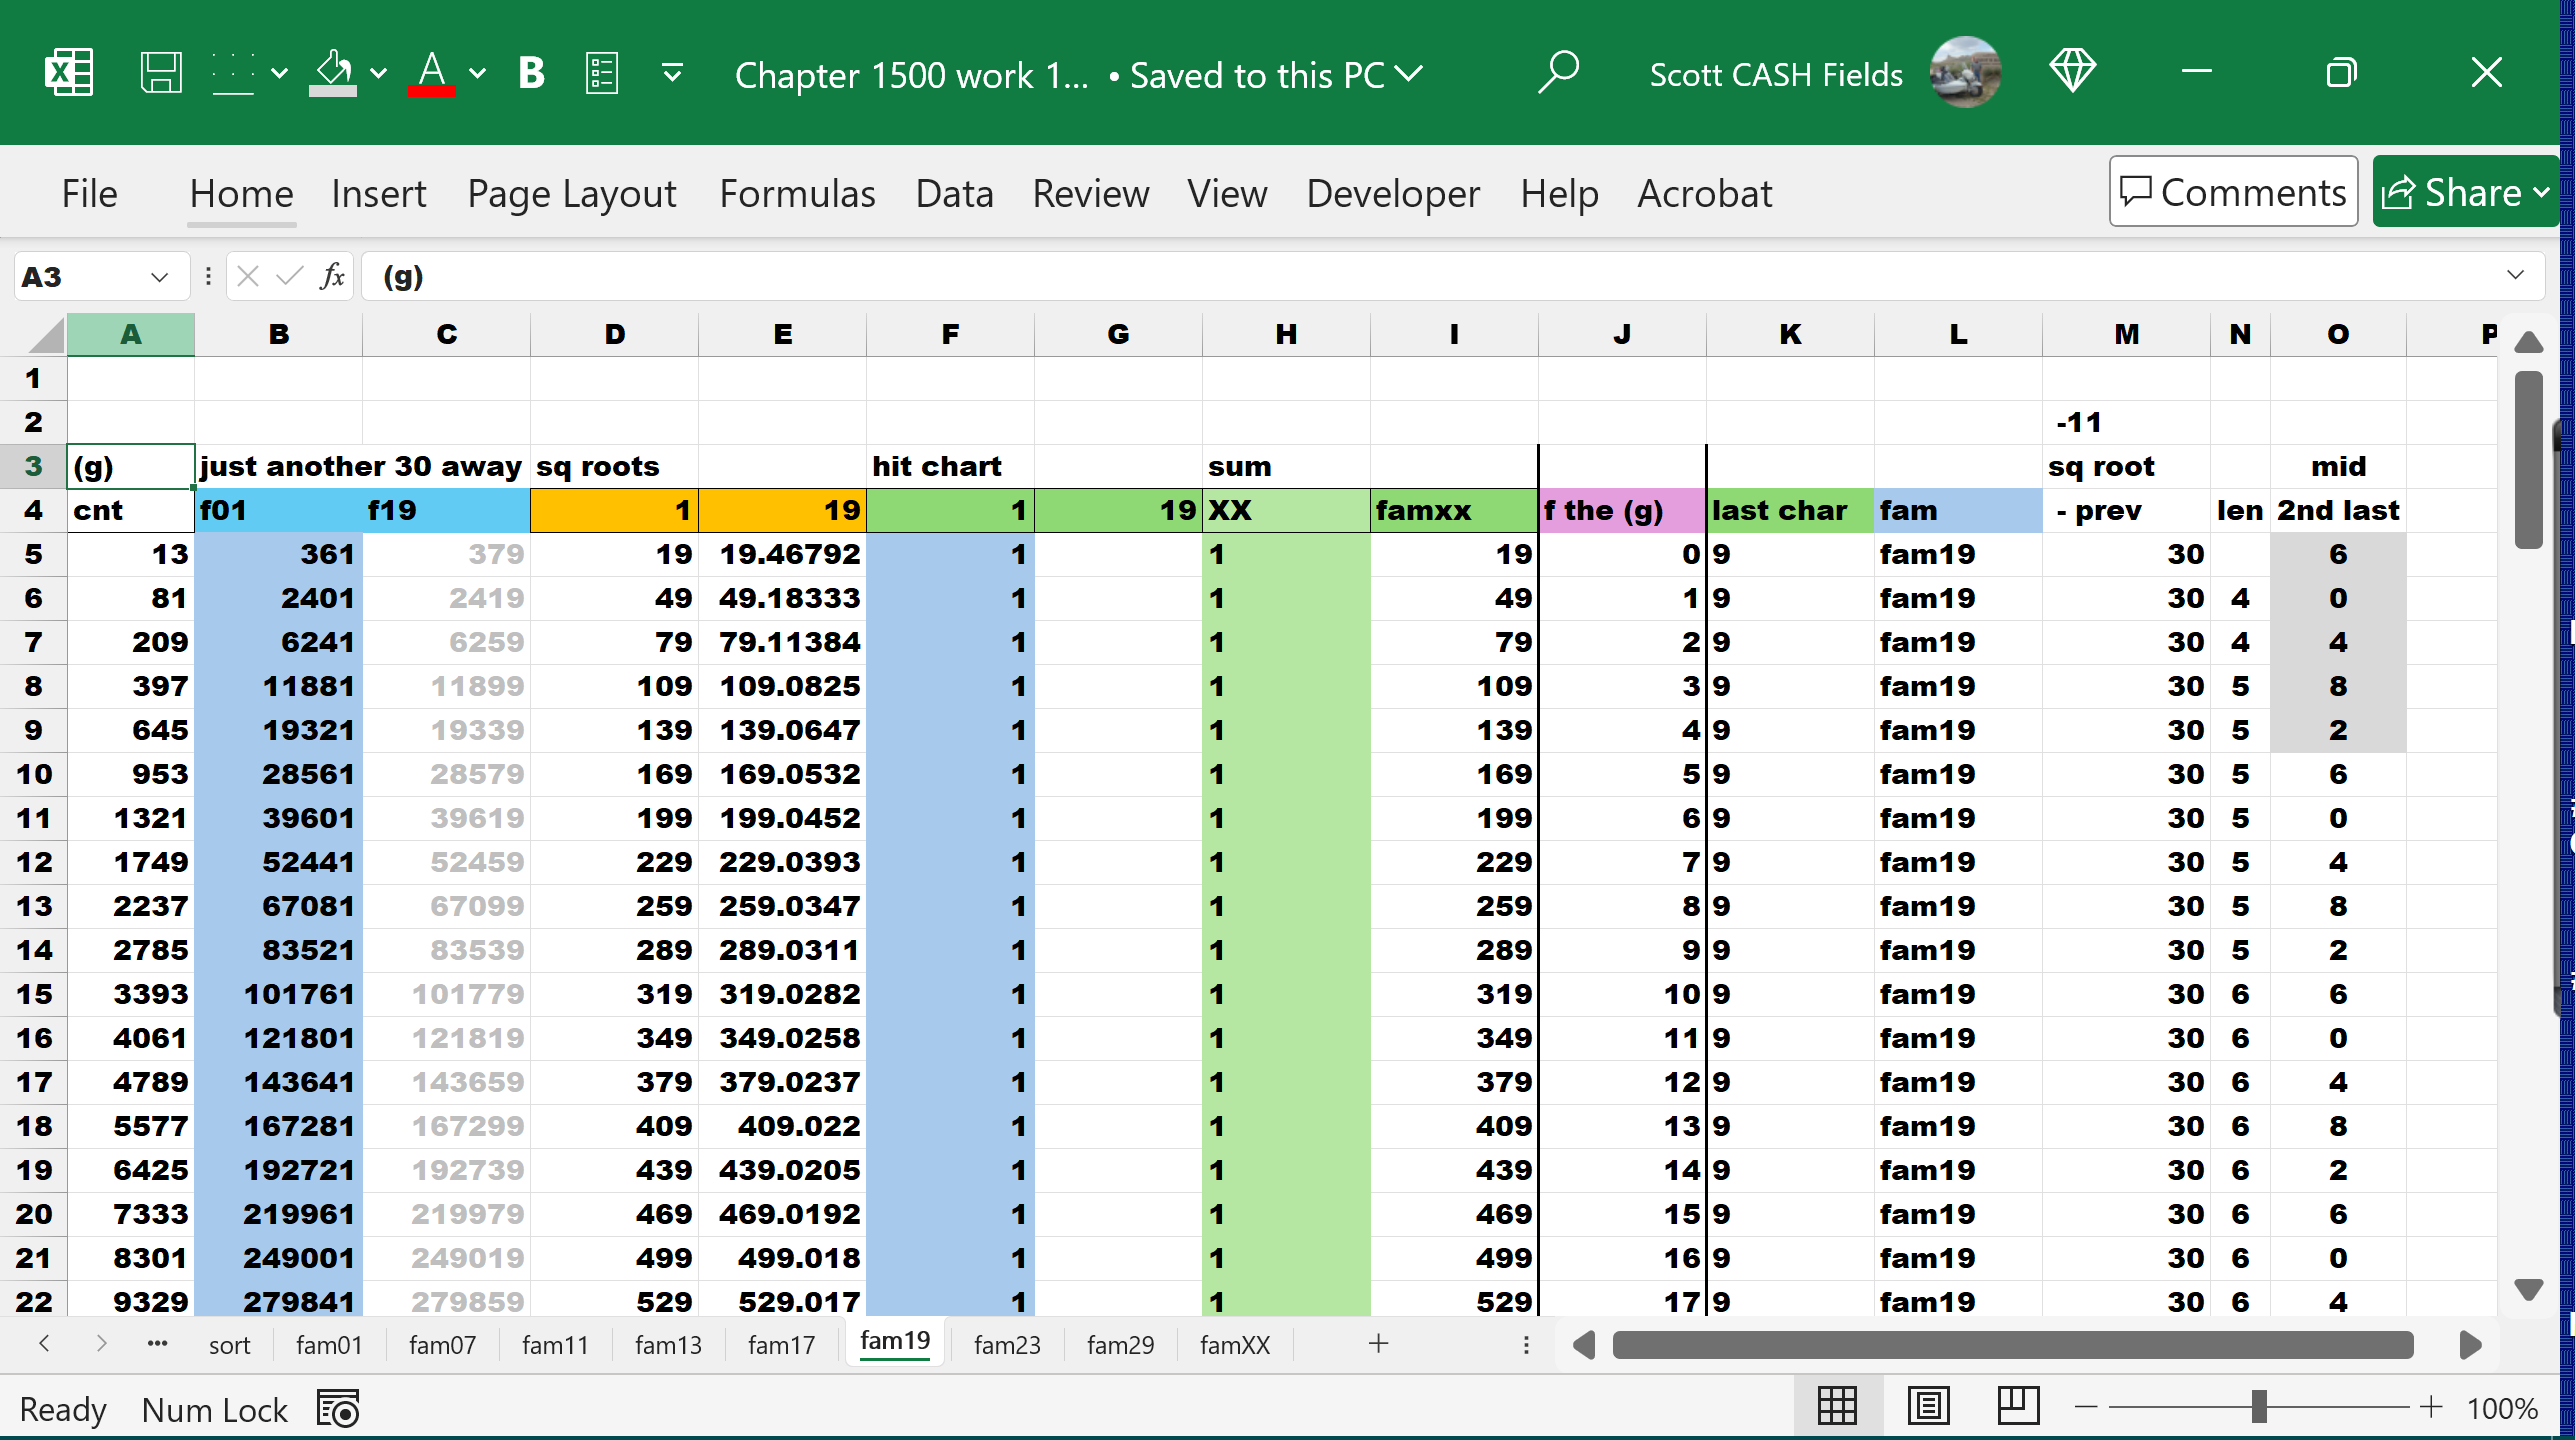 Chapter 1500 work 1... • Saved to this PC Scott CASH Fields
File Home Insert Page Layout Formulas Data Review View Developer Help Acrobat Comments Share
A3 fx (g)
A B C D E F G H I J K L M N O P
1
2 -11
3 (g) just another 30 away sq roots hit chart sum sq root mid
4 cnt f01 f19 1 19 1 19 XX famxx f the (g) last char fam - prev len 2nd last
5 13 361 379 19 19.46792 1 1 19 0 9 fam19 30 6
6 81 2401 2419 49 49.18333 1 1 49 1 9 fam19 30 4 0
7 209 6241 6259 79 79.11384 1 1 79 2 9 fam19 30 4 4
8 397 11881 11899 109 109.0825 1 1 109 3 9 fam19 30 5 8
9 645 19321 19339 139 139.0647 1 1 139 4 9 fam19 30 5 2
10 953 28561 28579 169 169.0532 1 1 169 5 9 fam19 30 5 6
11 1321 39601 39619 199 199.0452 1 1 199 6 9 fam19 30 5 0
12 1749 52441 52459 229 229.0393 1 1 229 7 9 fam19 30 5 4
13 2237 67081 67099 259 259.0347 1 1 259 8 9 fam19 30 5 8
14 2785 83521 83539 289 289.0311 1 1 289 9 9 fam19 30 5 2
15 3393 101761 101779 319 319.0282 1 1 319 10 9 fam19 30 6 6
16 4061 121801 121819 349 349.0258 1 1 349 11 9 fam19 30 6 0
17 4789 143641 143659 379 379.0237 1 1 379 12 9 fam19 30 6 4
18 5577 167281 167299 409 409.022 1 1 409 13 9 fam19 30 6 8
19 6425 192721 192739 439 439.0205 1 1 439 14 9 fam19 30 6 2
20 7333 219961 219979 469 469.0192 1 1 469 15 9 fam19 30 6 6
21 8301 249001 249019 499 499.018 1 1 499 16 9 fam19 30 6 0
22 9329 279841 279859 529 529.017 1 1 529 17 9 fam19 30 6 4
... sort fam01 fam07 fam11 fam13 fam17 fam19 fam23 fam29 famXX +
Ready Num Lock 100%